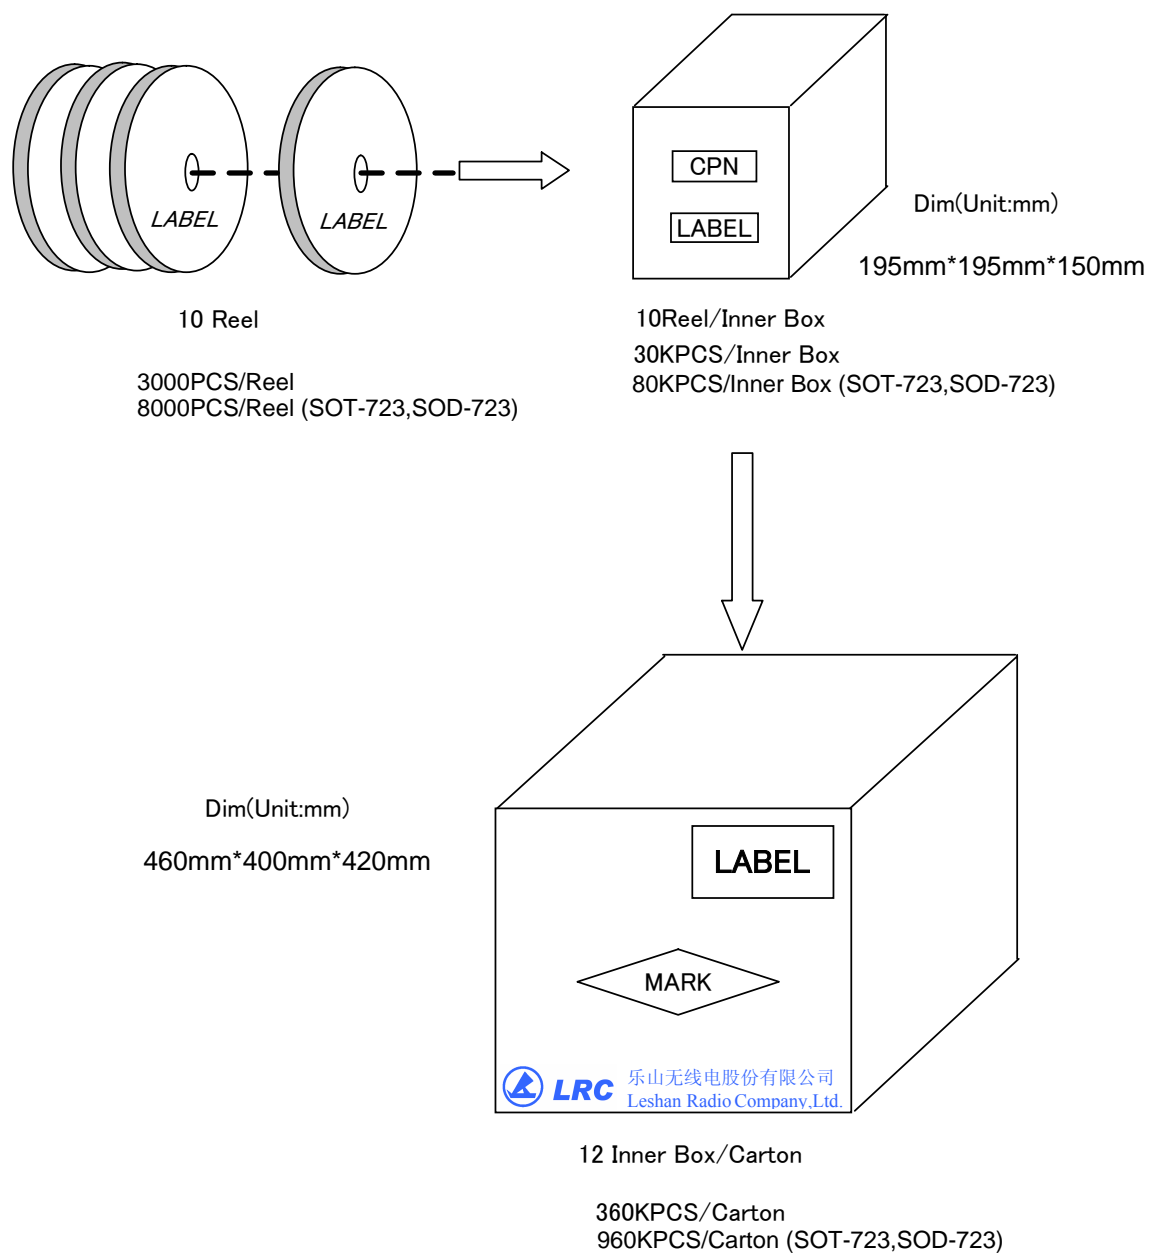 LABEL
LABEL
CPN
LABEL
Dim(Unit:mm)
195mm*195mm*150mm
10 Reel
3000PCS/Reel
8000PCS/Reel (SOT-723,SOD-723)
10Reel/Inner Box
30KPCS/Inner Box
80KPCS/Inner Box (SOT-723,SOD-723)
Dim(Unit:mm)
460mm*400mm*420mm
LABEL
MARK
LRC 乐山无线电股份有限公司
Leshan Radio Company,Ltd.
12 Inner Box/Carton
360KPCS/Carton
960KPCS/Carton (SOT-723,SOD-723)